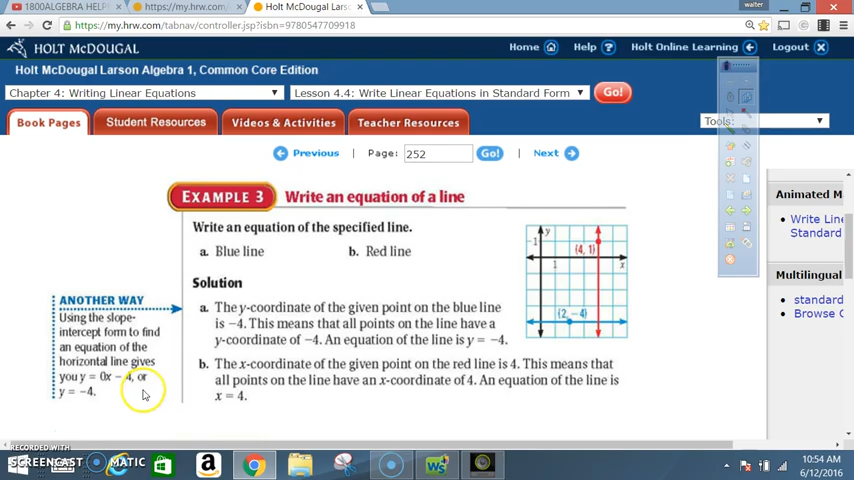 1800ALGEBRA HELP
https://my.hrw.com/tabnav/
Holt McDougal Lars
walter
https://my.hrw.com/tabnav/controller.jsp?isbn=9780547709918
HOLT McDOUGAL
Home
Help
Holt Online Learning
Logout
Holt McDougal Larson Algebra 1, Common Core Edition
Chapter 4: Writing Linear Equations
Lesson 4.4: Write Linear Equations in Standard Form
Go!
Book Pages
Student Resources
Videos & Activities
Teacher Resources
Tools:
Previous
Page: 252
Go!
Next
EXAMPLE 3 Write an equation of a line
Write an equation of the specified line.
a. Blue line
b. Red line
Solution
a. The y-coordinate of the given point on the blue line
is −4. This means that all points on the line have a
y-coordinate of −4. An equation of the line is y = −4.
b. The x-coordinate of the given point on the red line is 4. This means that
all points on the line have an x-coordinate of 4. An equation of the line is
x = 4.
y
1
(4, 1)
1
x
(2, −4)
ANOTHER WAY
Using the slope-
intercept form to find
an equation of the
horizontal line gives
you y = 0x − 4, or
y = −4.
Animated M
Write Line
Standard
Multilingual
standard
Browse C
RECORDED WITH
SCREENCAST MATIC
10:54 AM
6/12/2016